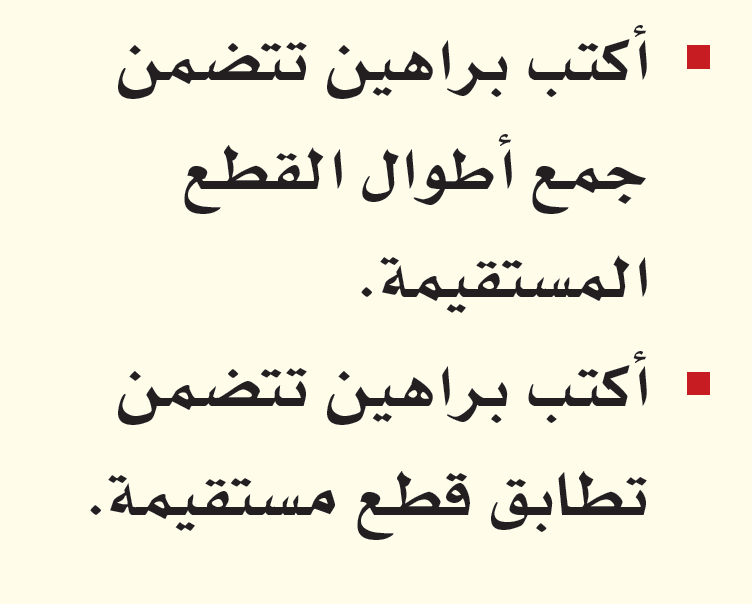 ▪ أكتب براهين تتضمن
جمع أطوال القطع
المستقيمة.
▪ أكتب براهين تتضمن
تطابق قطع مستقيمة.